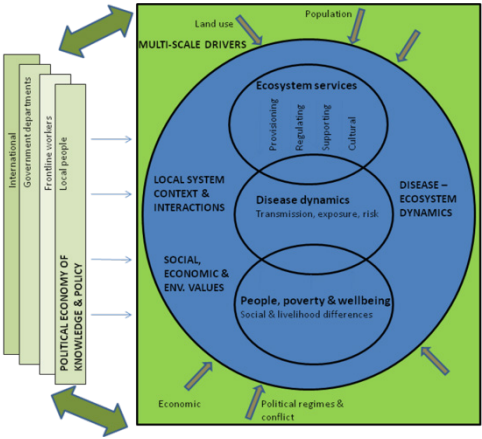 Land use
Population
MULTI-SCALE DRIVERS
International
Government departments
Frontline workers
Local people
POLITICAL ECONOMY OF
KNOWLEDGE & POLICY
Ecosystem services
Provisioning
Regulating
Supporting
Cultural
LOCAL SYSTEM
CONTEXT &
INTERACTIONS
Disease dynamics
Transmission, exposure, risk
DISEASE –
ECOSYSTEM
DYNAMICS
SOCIAL,
ECONOMIC &
ENV. VALUES
People, poverty & wellbeing
Social & livelihood differences
Economic
Political regimes &
conflict